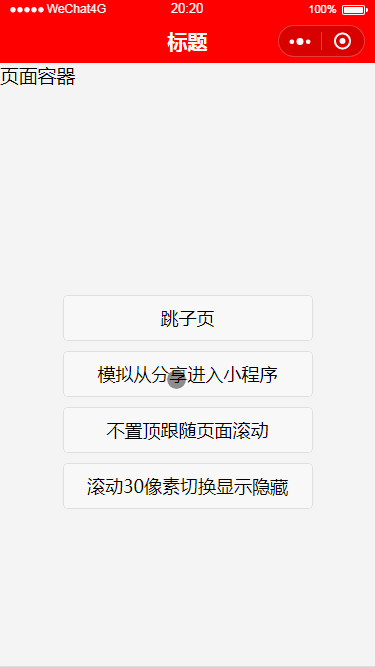 WeChat4G 20:20 100%
标题
页面容器
跳子页
模拟从分享进入小程序
不置顶跟随页面滚动
滚动30像素切换显示隐藏